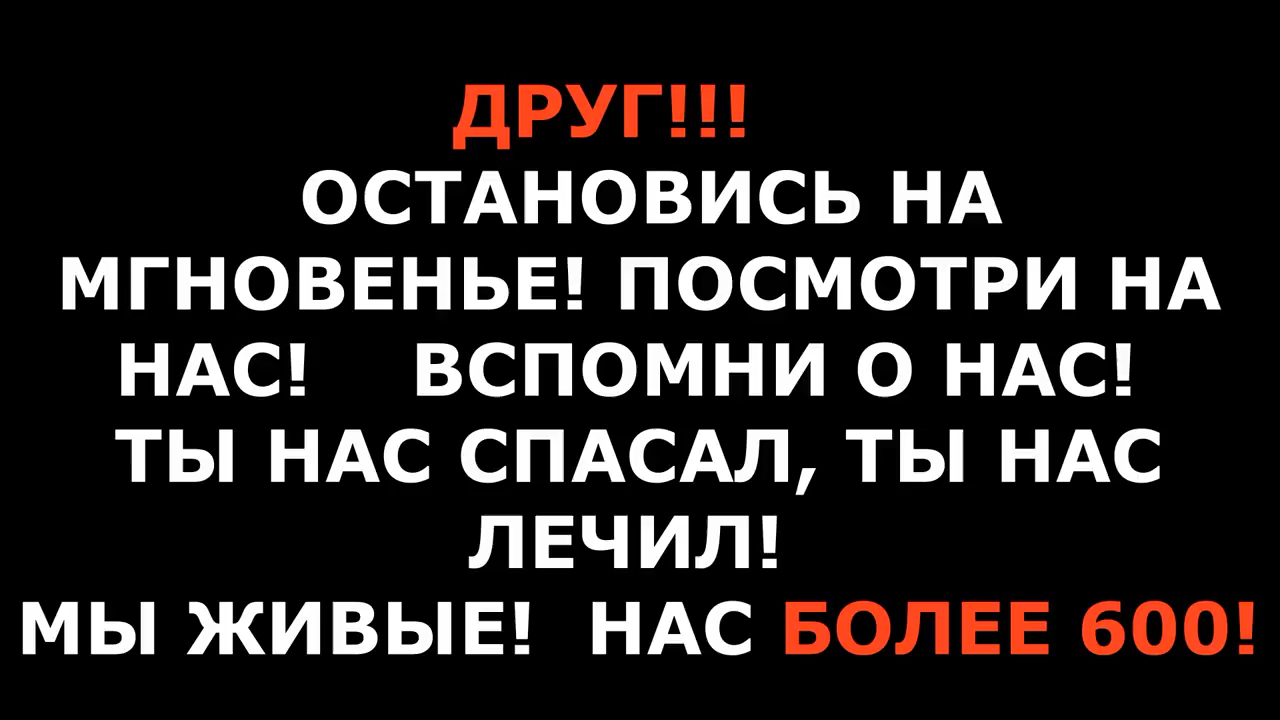 ДРУГ!!!
ОСТАНОВИСЬ НА
МГНОВЕНЬЕ! ПОСМОТРИ НА
НАС! ВСПОМНИ О НАС!
ТЫ НАС СПАСАЛ, ТЫ НАС
ЛЕЧИЛ!
МЫ ЖИВЫЕ! НАС БОЛЕЕ 600!